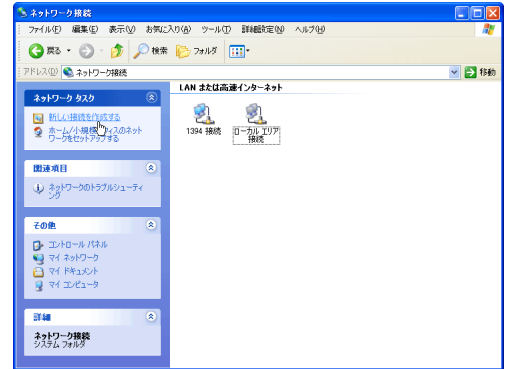 ネットワーク接続
ファイル(F) 編集(E) 表示(V) お気に入り(A) ツール(T) 詳細設定(N) ヘルプ(H)
戻る 検索 フォルダ
アドレス(D) ネットワーク接続 移動
ネットワーク タスク
新しい接続を作成する
ホーム/小規模オフィスのネット
ワークをセットアップする
関連項目
ネットワークのトラブルシューティ
ング
その他
コントロール パネル
マイ ネットワーク
マイ ドキュメント
マイ コンピュータ
詳細
ネットワーク接続
システム フォルダ
LAN または高速インターネット
1394 接続
ローカル エリア
接続